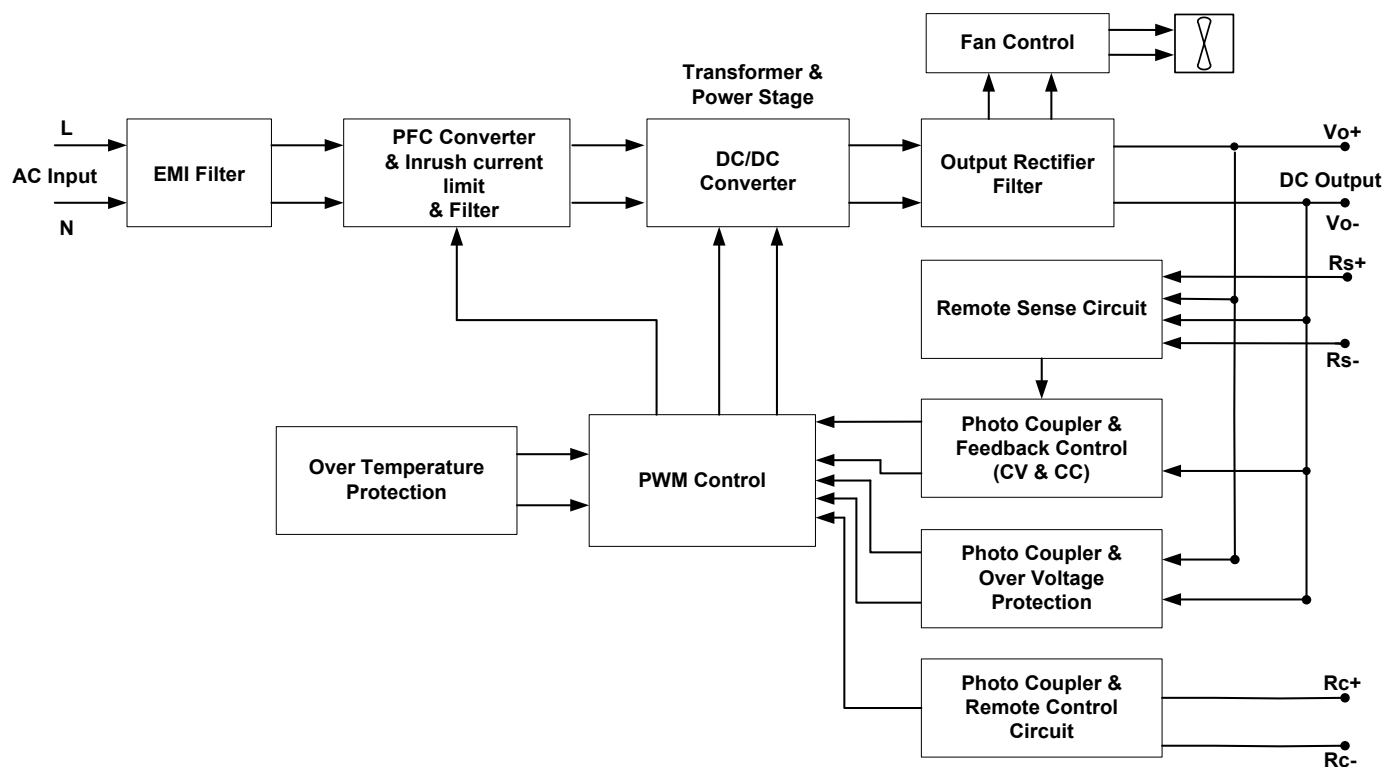 Fan Control
Transformer &
Power Stage
L
AC Input
N
EMI Filter
PFC Converter
& Inrush current
limit
& Filter
DC/DC
Converter
Output Rectifier
Filter
Vo+
DC Output
Vo-
Rs+
Remote Sense Circuit
Rs-
Over Temperature
Protection
PWM Control
Photo Coupler &
Feedback Control
(CV & CC)
Photo Coupler &
Over Voltage
Protection
Photo Coupler &
Remote Control
Circuit
Rc+
Rc-